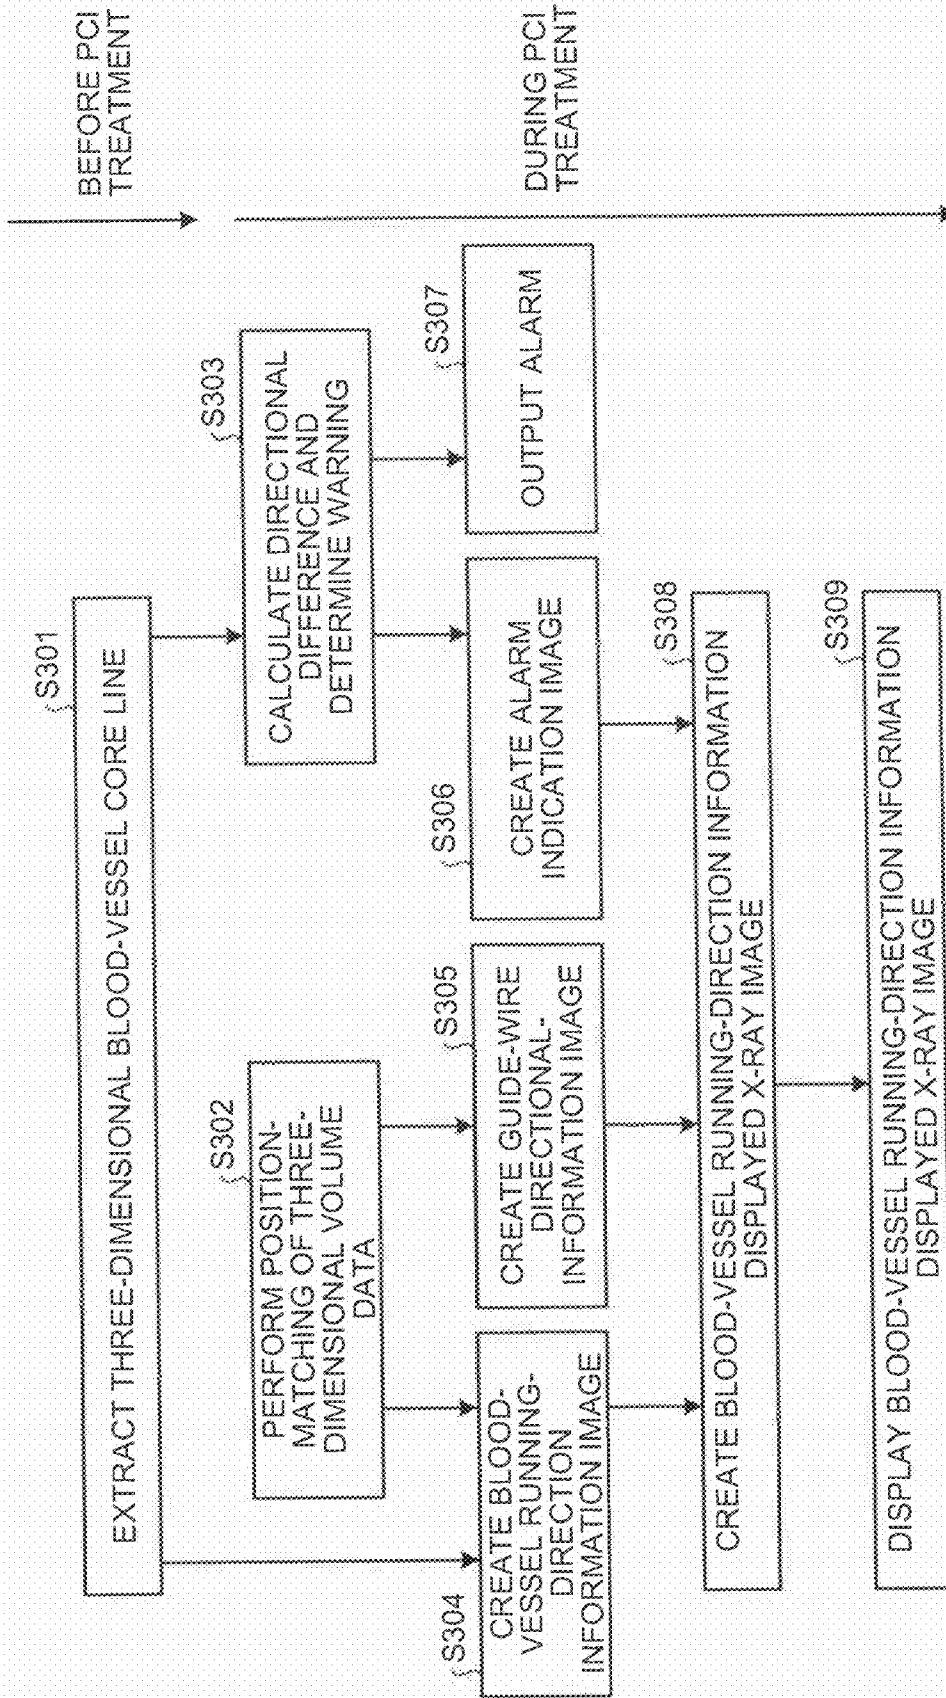 BEFORE PCI
TREATMENT
DURING PCI
TREATMENT
S301
EXTRACT THREE-DIMENSIONAL BLOOD-VESSEL CORE LINE
S302
PERFORM POSITION-
MATCHING OF THREE-
DIMENSIONAL VOLUME
DATA
S303
CALCULATE DIRECTIONAL
DIFFERENCE AND
DETERMINE WARNING
S304
CREATE BLOOD-
VESSEL RUNNING-
DIRECTION
INFORMATION IMAGE
S305
CREATE GUIDE-WIRE
DIRECTIONAL-
INFORMATION IMAGE
S306
CREATE ALARM
INDICATION IMAGE
S307
OUTPUT ALARM
S308
CREATE BLOOD-VESSEL RUNNING-DIRECTION INFORMATION
DISPLAYED X-RAY IMAGE
S309
DISPLAY BLOOD-VESSEL RUNNING-DIRECTION INFORMATION
DISPLAYED X-RAY IMAGE